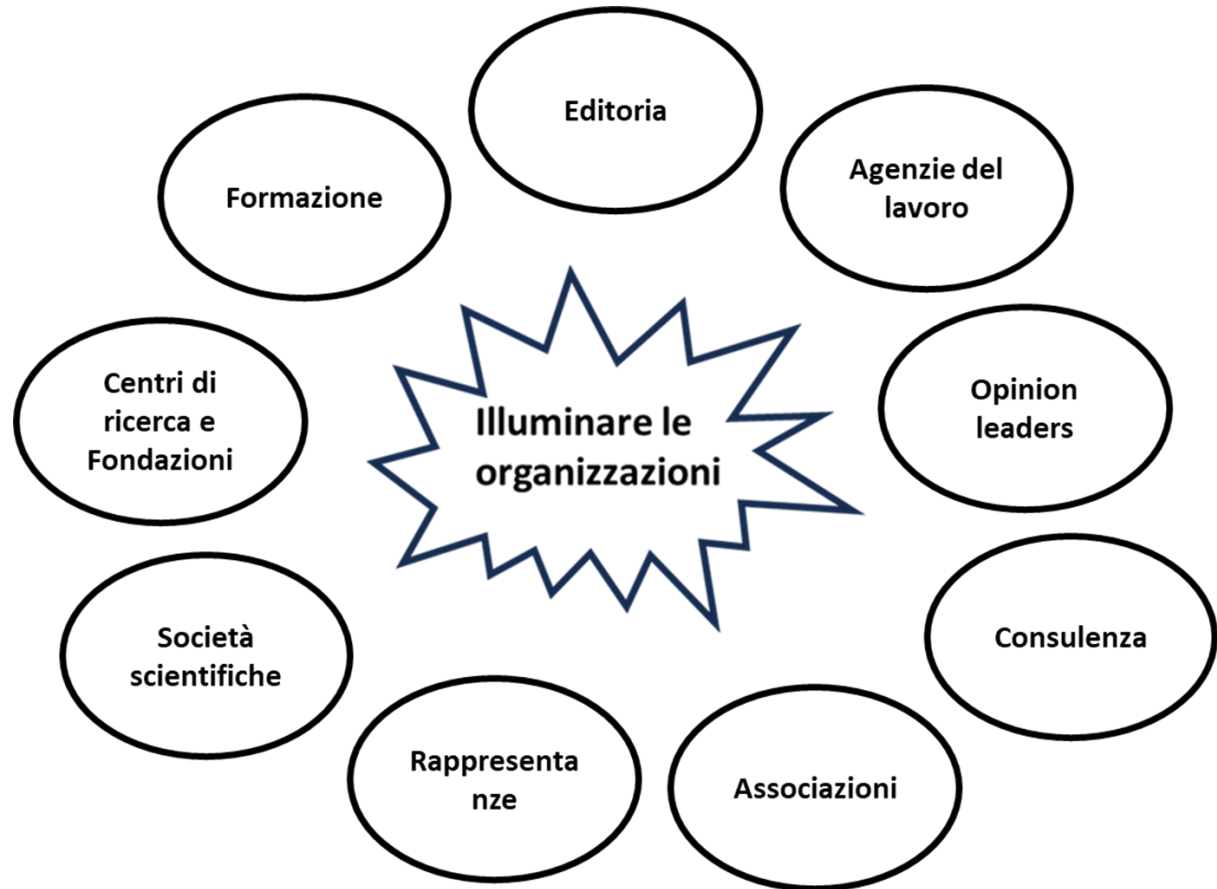 Editoria
Agenzie del
lavoro
Formazione
Opinion
leaders
Centri di
ricerca e
Fondazioni
Illuminare le
organizzazioni
Consulenza
Società
scientifiche
Rappresenta
nze
Associazioni